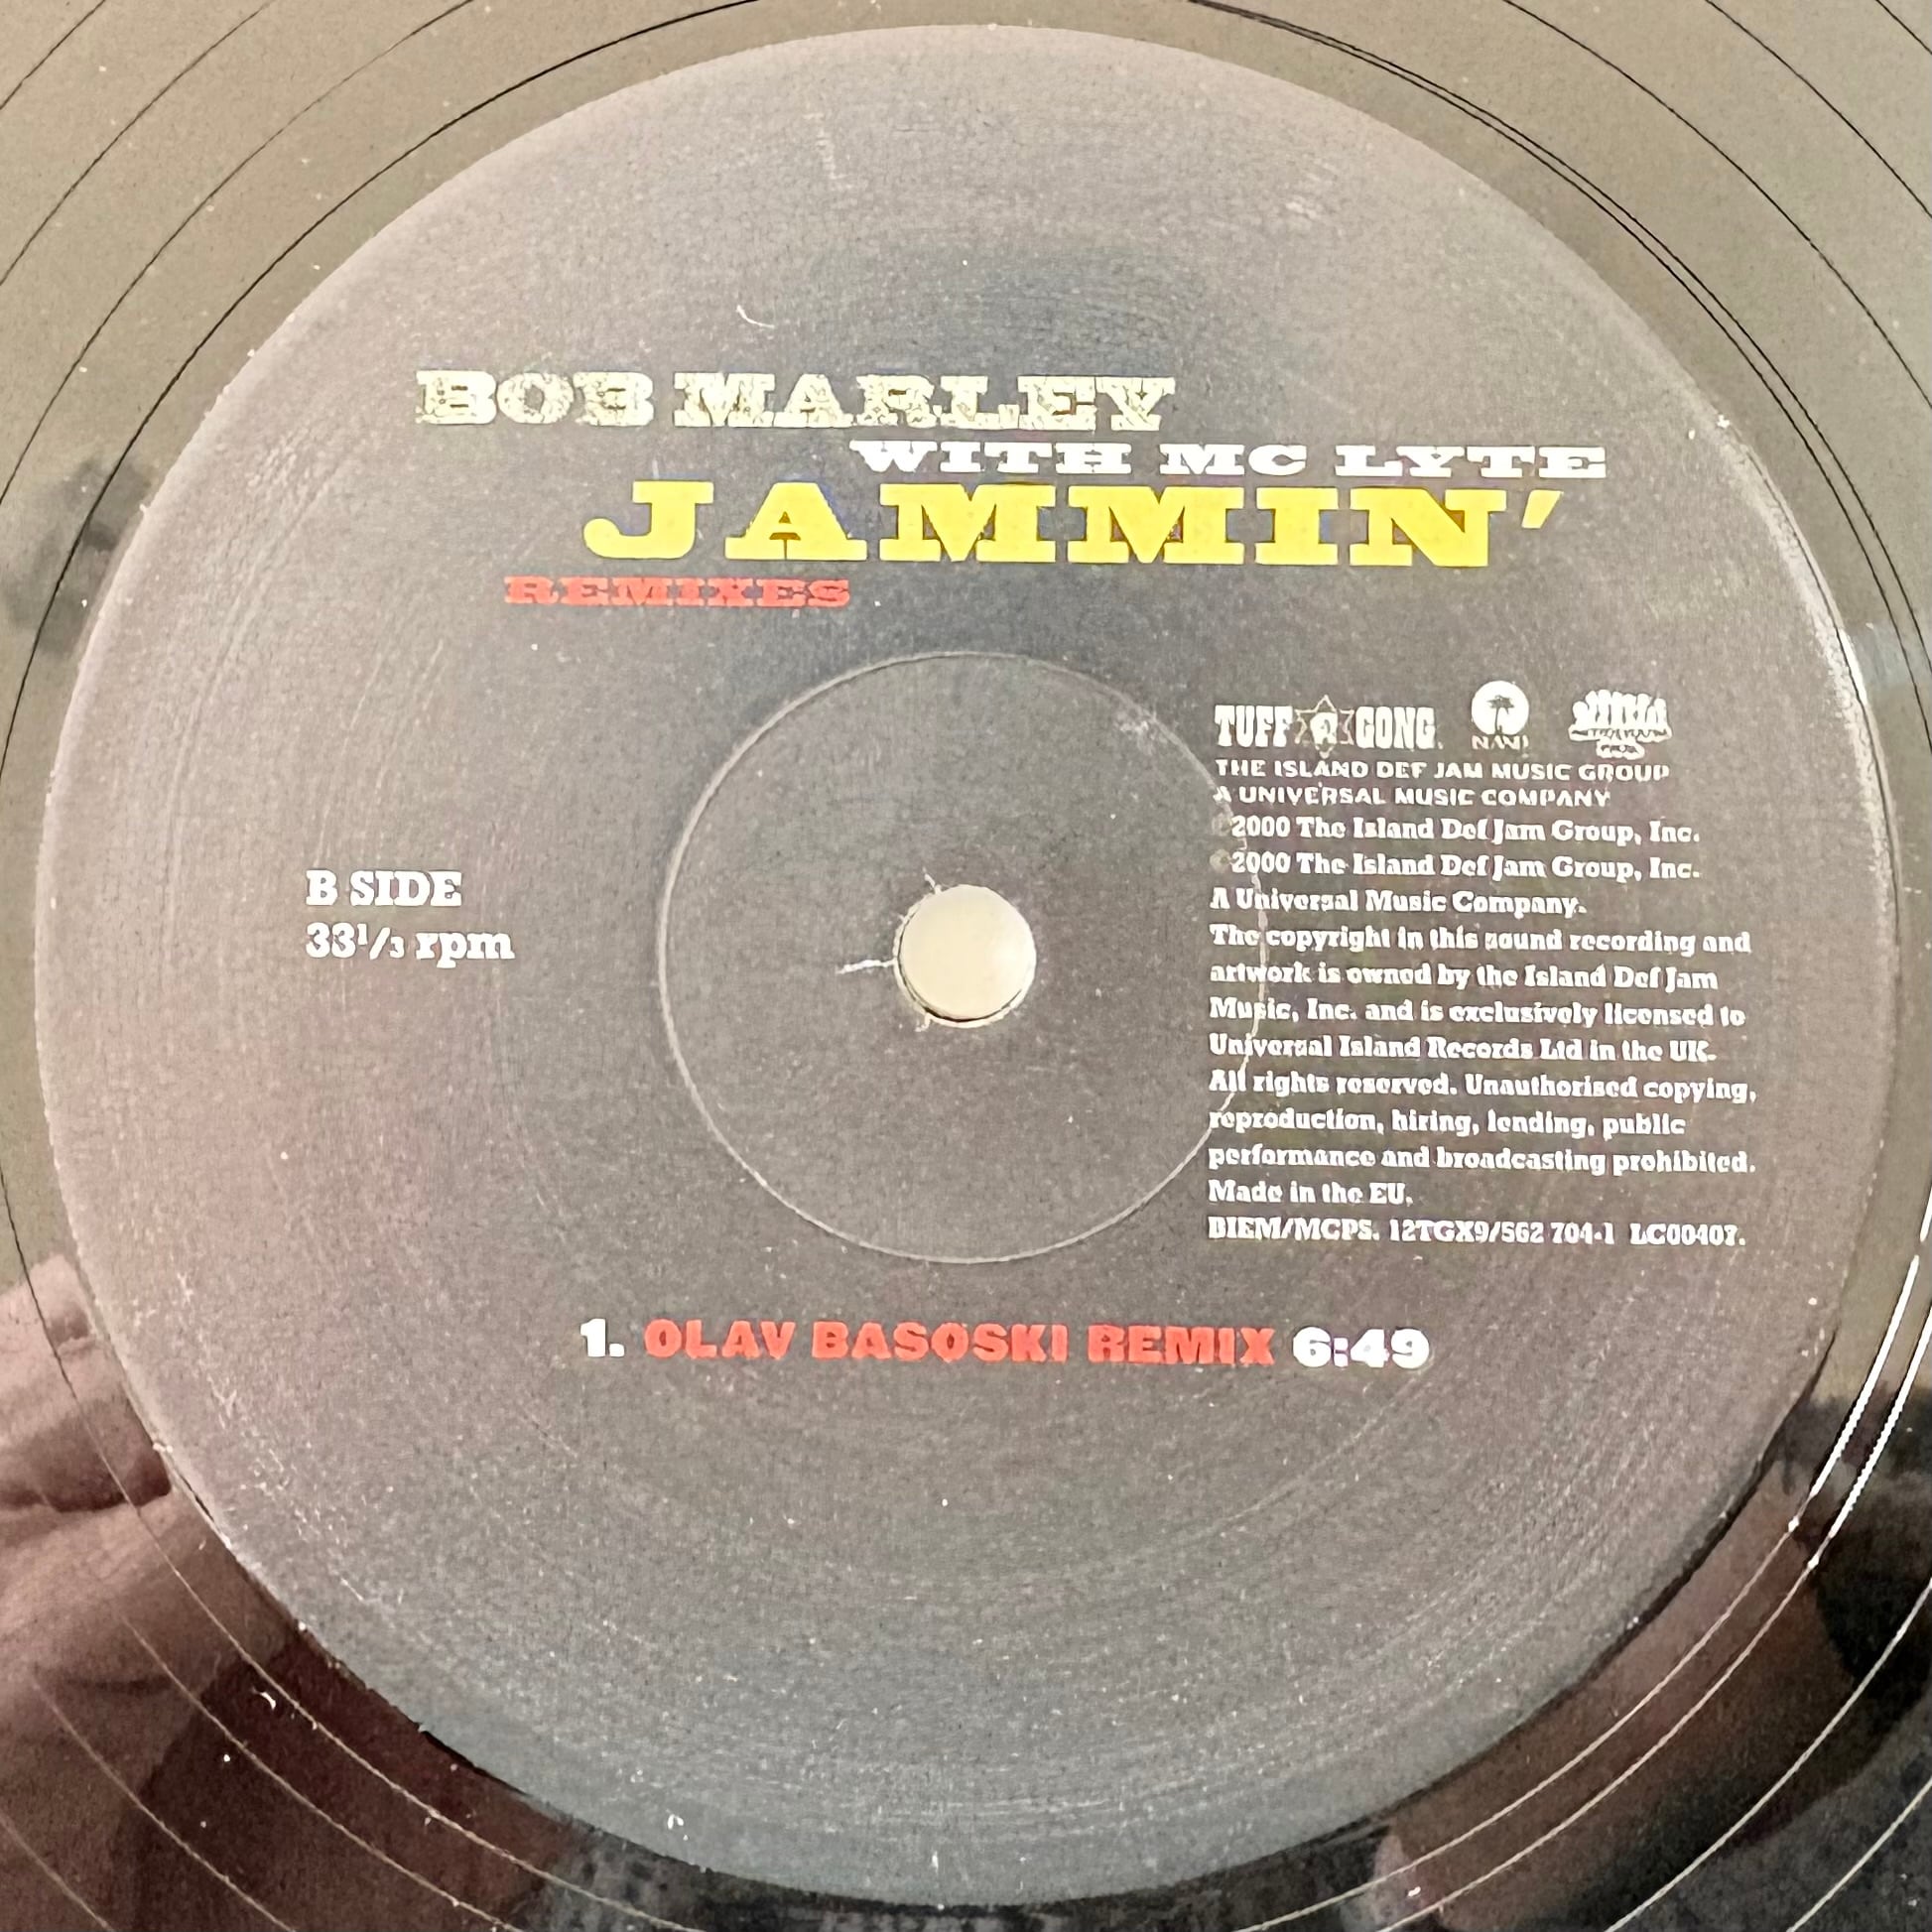 BOB MARLEY
WITH MC LYTE
JAMMIN'
REMIXES
TUFF GONG
ISLAND
THE ISLAND DEF JAM MUSIC GROUP
A UNIVERSAL MUSIC COMPANY
2000 The Island Def Jam Group, Inc.
©2000 The Island Def Jam Group, Inc.
A Universal Music Company.
The copyright in this sound recording and
artwork is owned by the Island Def Jam
Music, Inc. and is exclusively licensed to
Universal Island Records Ltd in the UK.
All rights reserved. Unauthorised copying,
reproduction, hiring, lending, public
performance and broadcasting prohibited.
Made in the EU.
BIEM/MCPS. 12TGX9/562 704-1 LC00407.
B SIDE
33¹/₃ rpm
1. OLAV BASOSKI REMIX 6:49